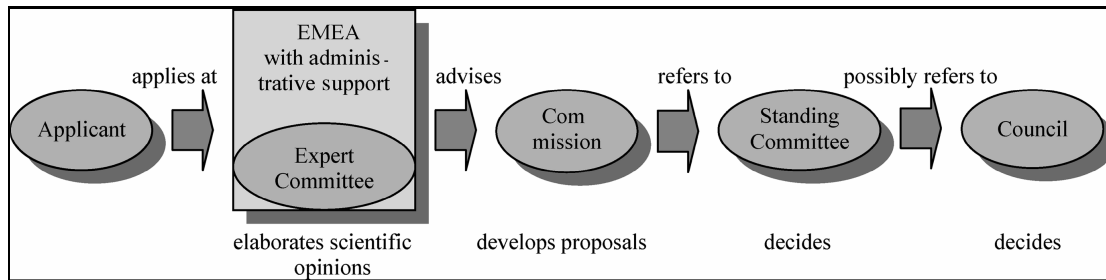 applies at
advises
refers to
possibly refers to
Applicant
EMEA
with adminis -
trative support
Expert
Committee
Com
mission
Standing
Committee
Council
elaborates scientific
opinions
develops proposals
decides
decides